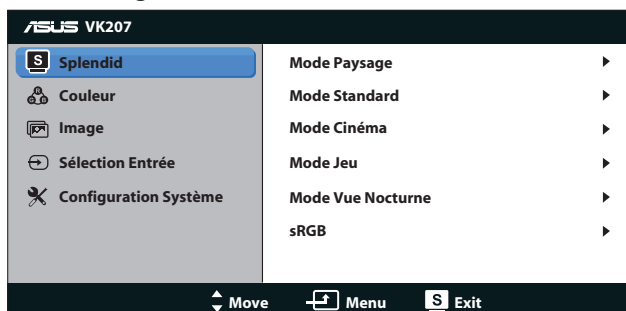 ASUS VK207
S Splendid
Couleur
Image
Sélection Entrée
Configuration Système
Mode Paysage
Mode Standard
Mode Cinéma
Mode Jeu
Mode Vue Nocturne
sRGB
Move Menu S Exit